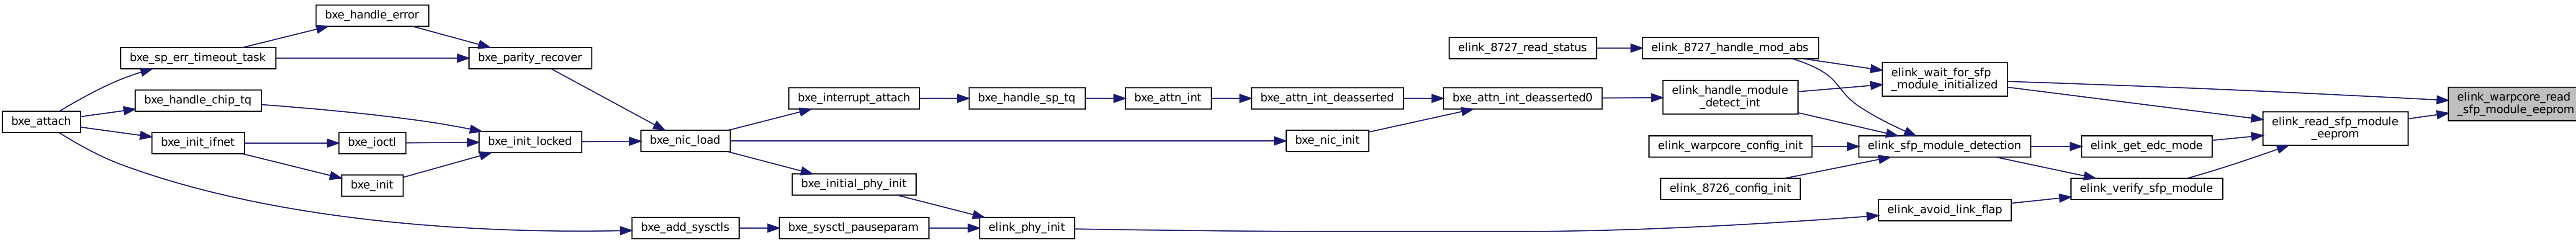 bxe_attach
bxe_sp_err_timeout_task
bxe_handle_chip_tq
bxe_init_ifnet
bxe_handle_error
bxe_ioctl
bxe_init
bxe_parity_recover
bxe_init_locked
bxe_add_sysctls
bxe_nic_load
bxe_interrupt_attach
bxe_initial_phy_init
bxe_sysctl_pauseparam
bxe_handle_sp_tq
elink_phy_init
bxe_attn_int
bxe_attn_int_deasserted
bxe_nic_init
bxe_attn_int_deasserted0
elink_8727_read_status
elink_8727_handle_mod_abs
elink_handle_module
_detect_int
elink_warpcore_config_init
elink_8726_config_init
elink_wait_for_sfp
_module_initialized
elink_sfp_module_detection
elink_avoid_link_flap
elink_get_edc_mode
elink_verify_sfp_module
elink_read_sfp_module
_eeprom
elink_warpcore_read
_sfp_module_eeprom